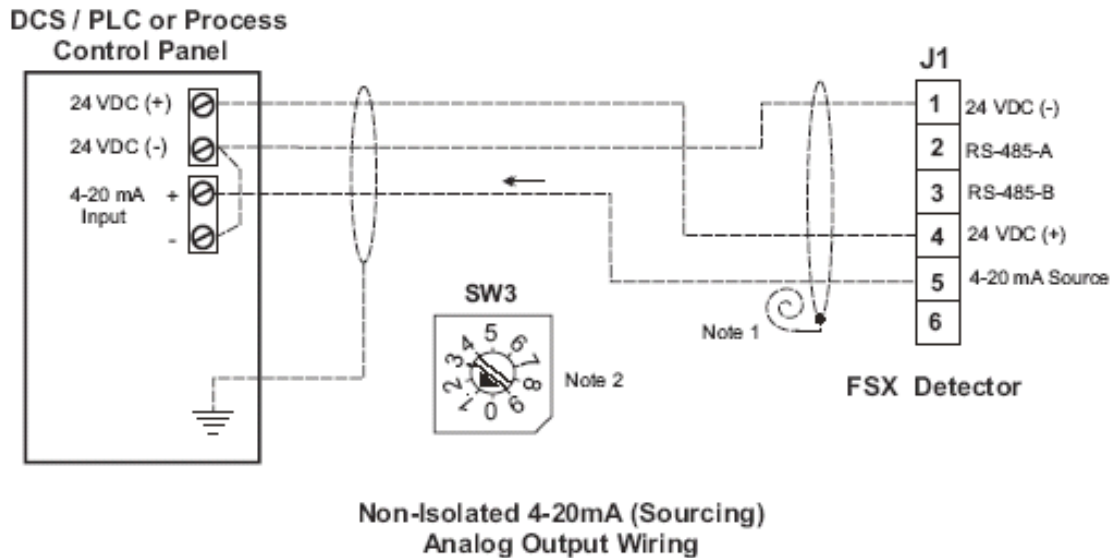 DCS / PLC or Process
Control Panel
24 VDC (+)
24 VDC (-)
4-20 mA +
Input
-
J1
1 24 VDC (-)
2 RS-485-A
3 RS-485-B
4 24 VDC (+)
5 4-20 mA Source
6
FSX Detector
Note 1
SW3
0 1 2 3 4 5 6 7 8 9
Note 2
Non-Isolated 4-20mA (Sourcing)
Analog Output Wiring